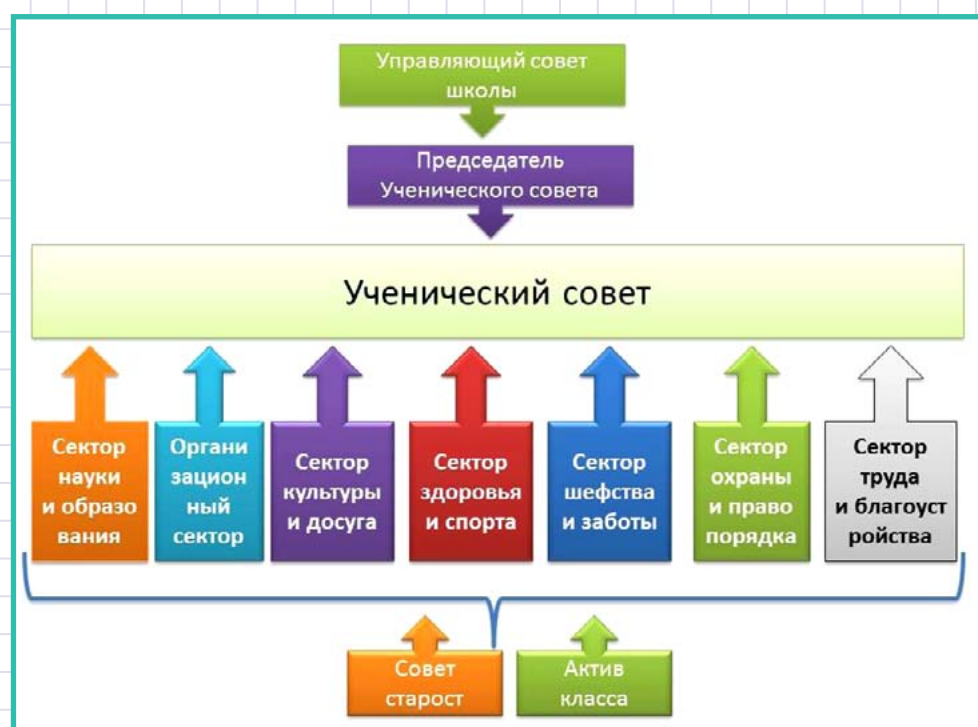 Управляющий совет
школы
Председатель
Ученического совета
Ученический совет
Сектор
науки
и образо
вания
Органи
зацион
ный
сектор
Сектор
культуры
и досуга
Сектор
здоровья
и спорта
Сектор
шефства
и заботы
Сектор
охраны
и право
порядка
Сектор
труда
и благоуст
ройства
Совет
старост
Актив
класса